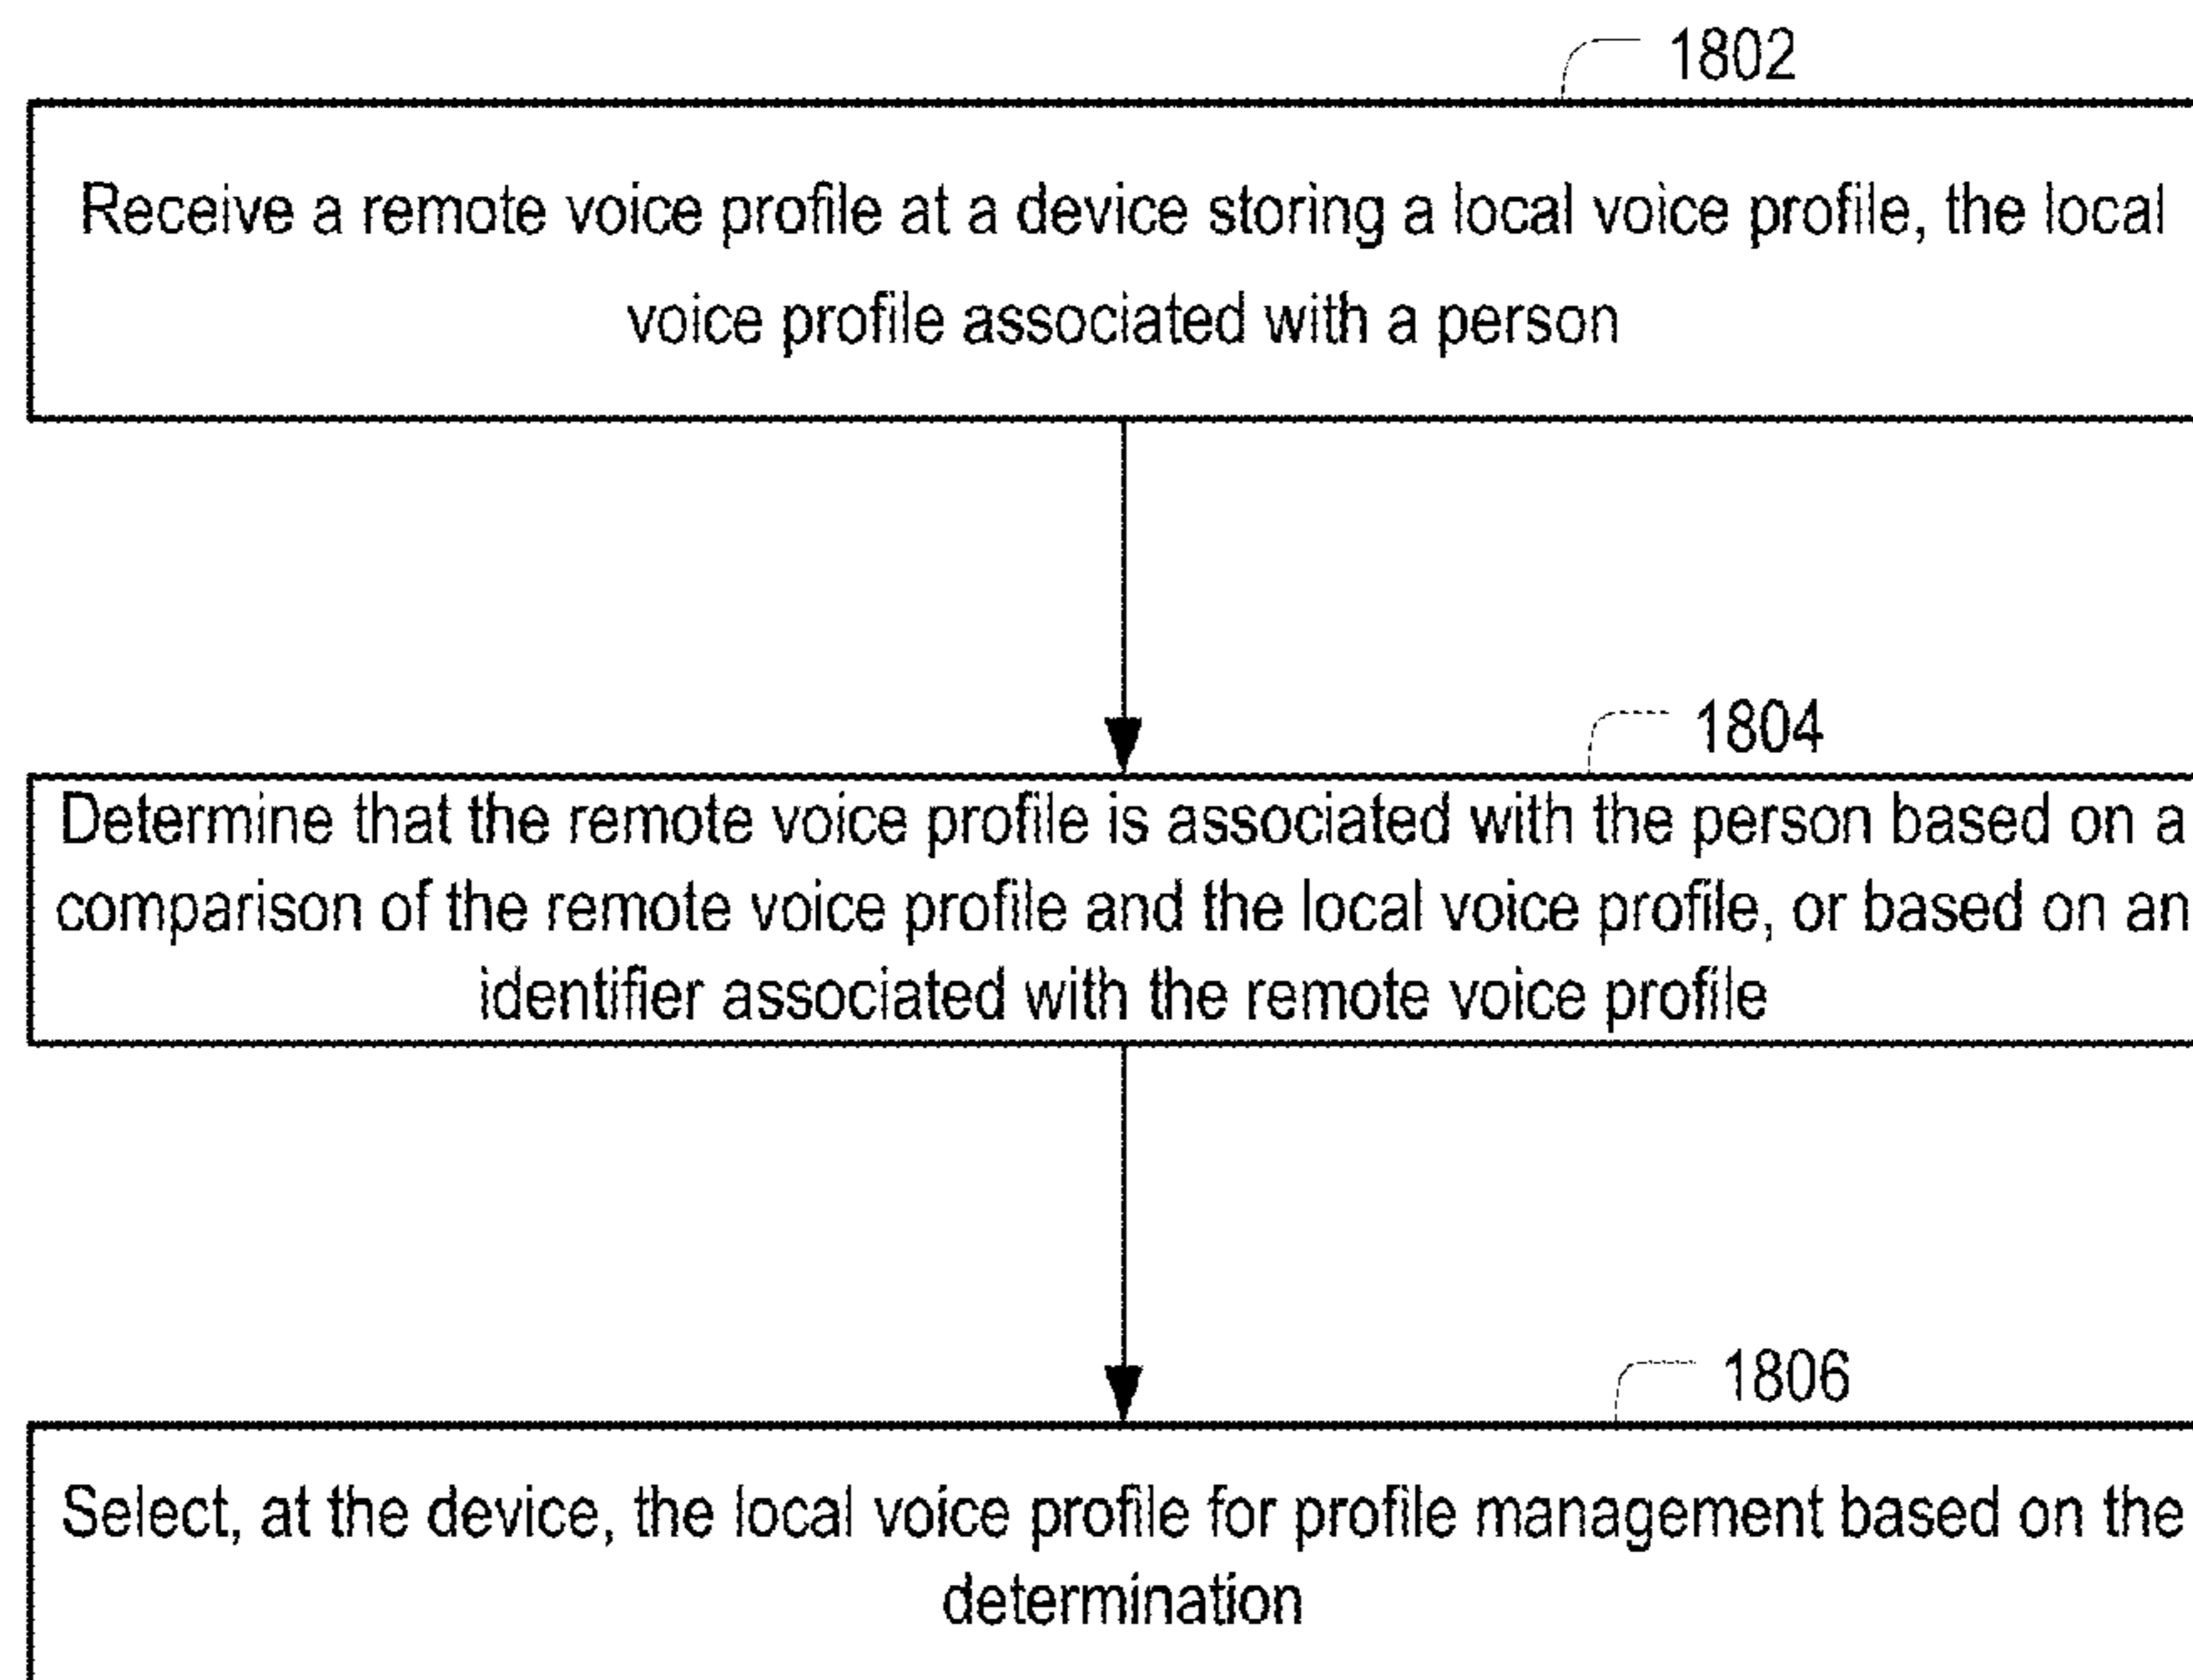 1802
Receive a remote voice profile at a device storing a local voice profile, the local
voice profile associated with a person
1804
Determine that the remote voice profile is associated with the person based on a
comparison of the remote voice profile and the local voice profile, or based on an
identifier associated with the remote voice profile
1806
Select, at the device, the local voice profile for profile management based on the
determination